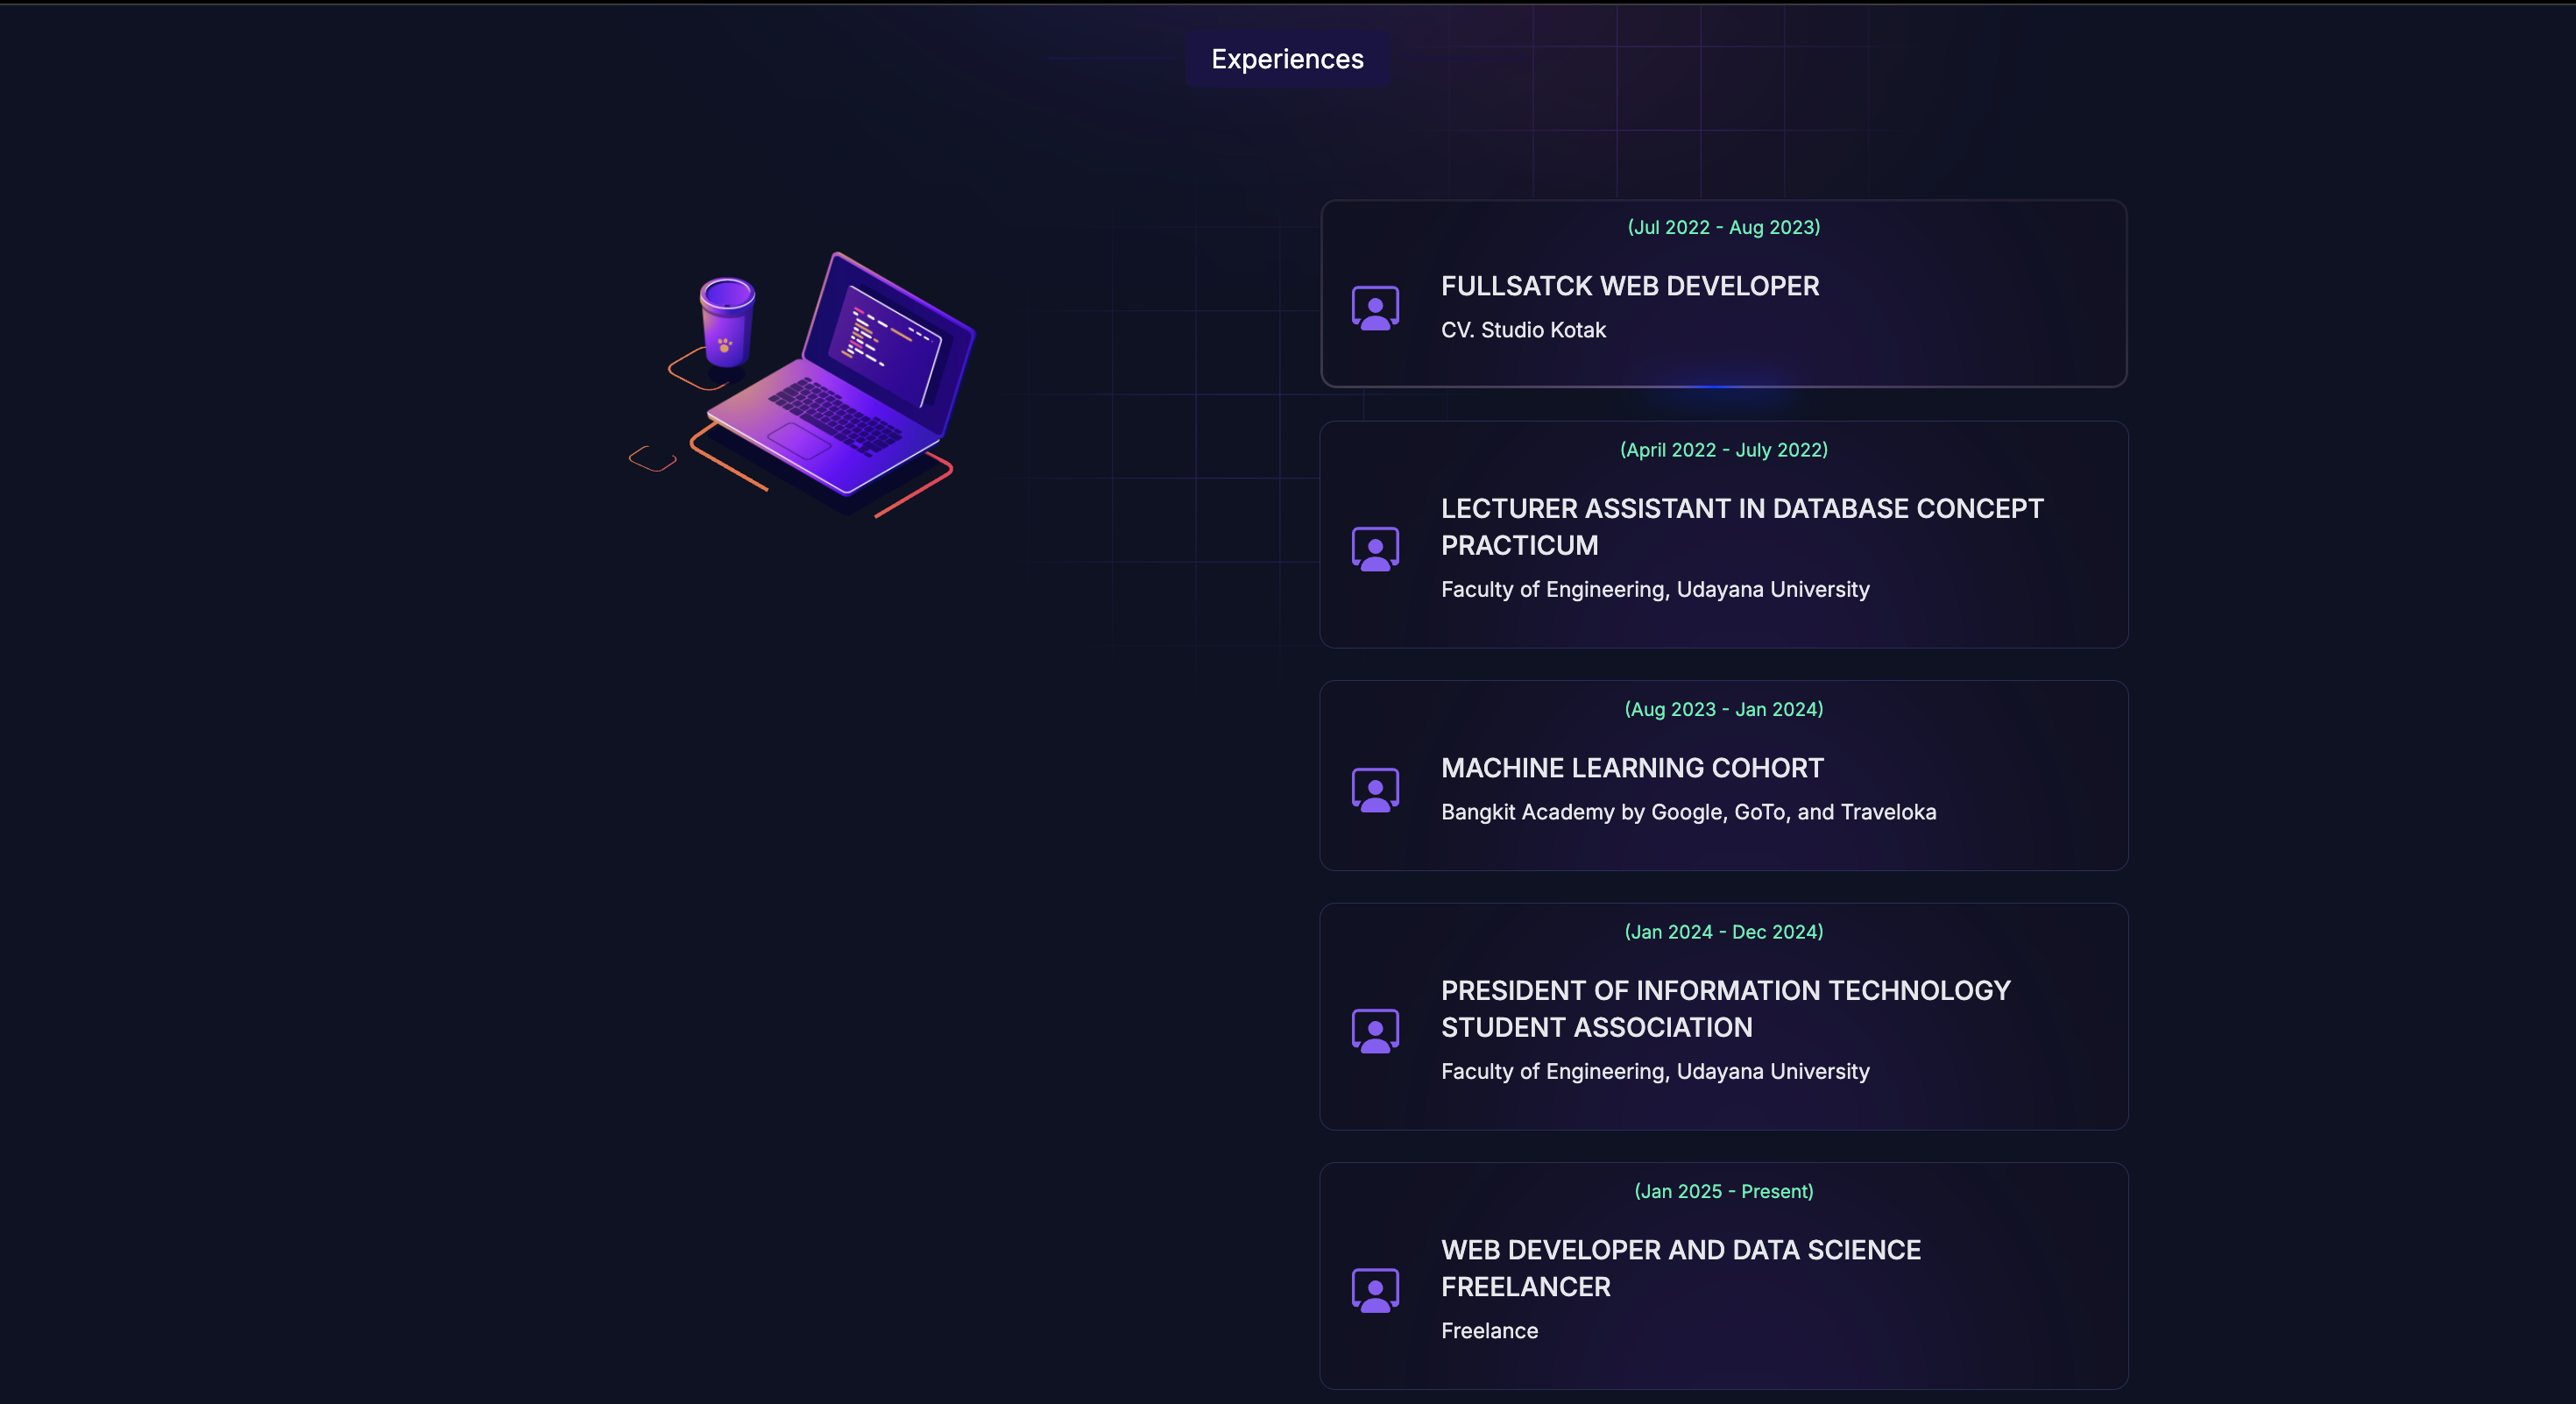 Experiences
(Jul 2022 - Aug 2023)
FULLSATCK WEB DEVELOPER
CV. Studio Kotak
(April 2022 - July 2022)
LECTURER ASSISTANT IN DATABASE CONCEPT
PRACTICUM
Faculty of Engineering, Udayana University
(Aug 2023 - Jan 2024)
MACHINE LEARNING COHORT
Bangkit Academy by Google, GoTo, and Traveloka
(Jan 2024 - Dec 2024)
PRESIDENT OF INFORMATION TECHNOLOGY
STUDENT ASSOCIATION
Faculty of Engineering, Udayana University
(Jan 2025 - Present)
WEB DEVELOPER AND DATA SCIENCE
FREELANCER
Freelance